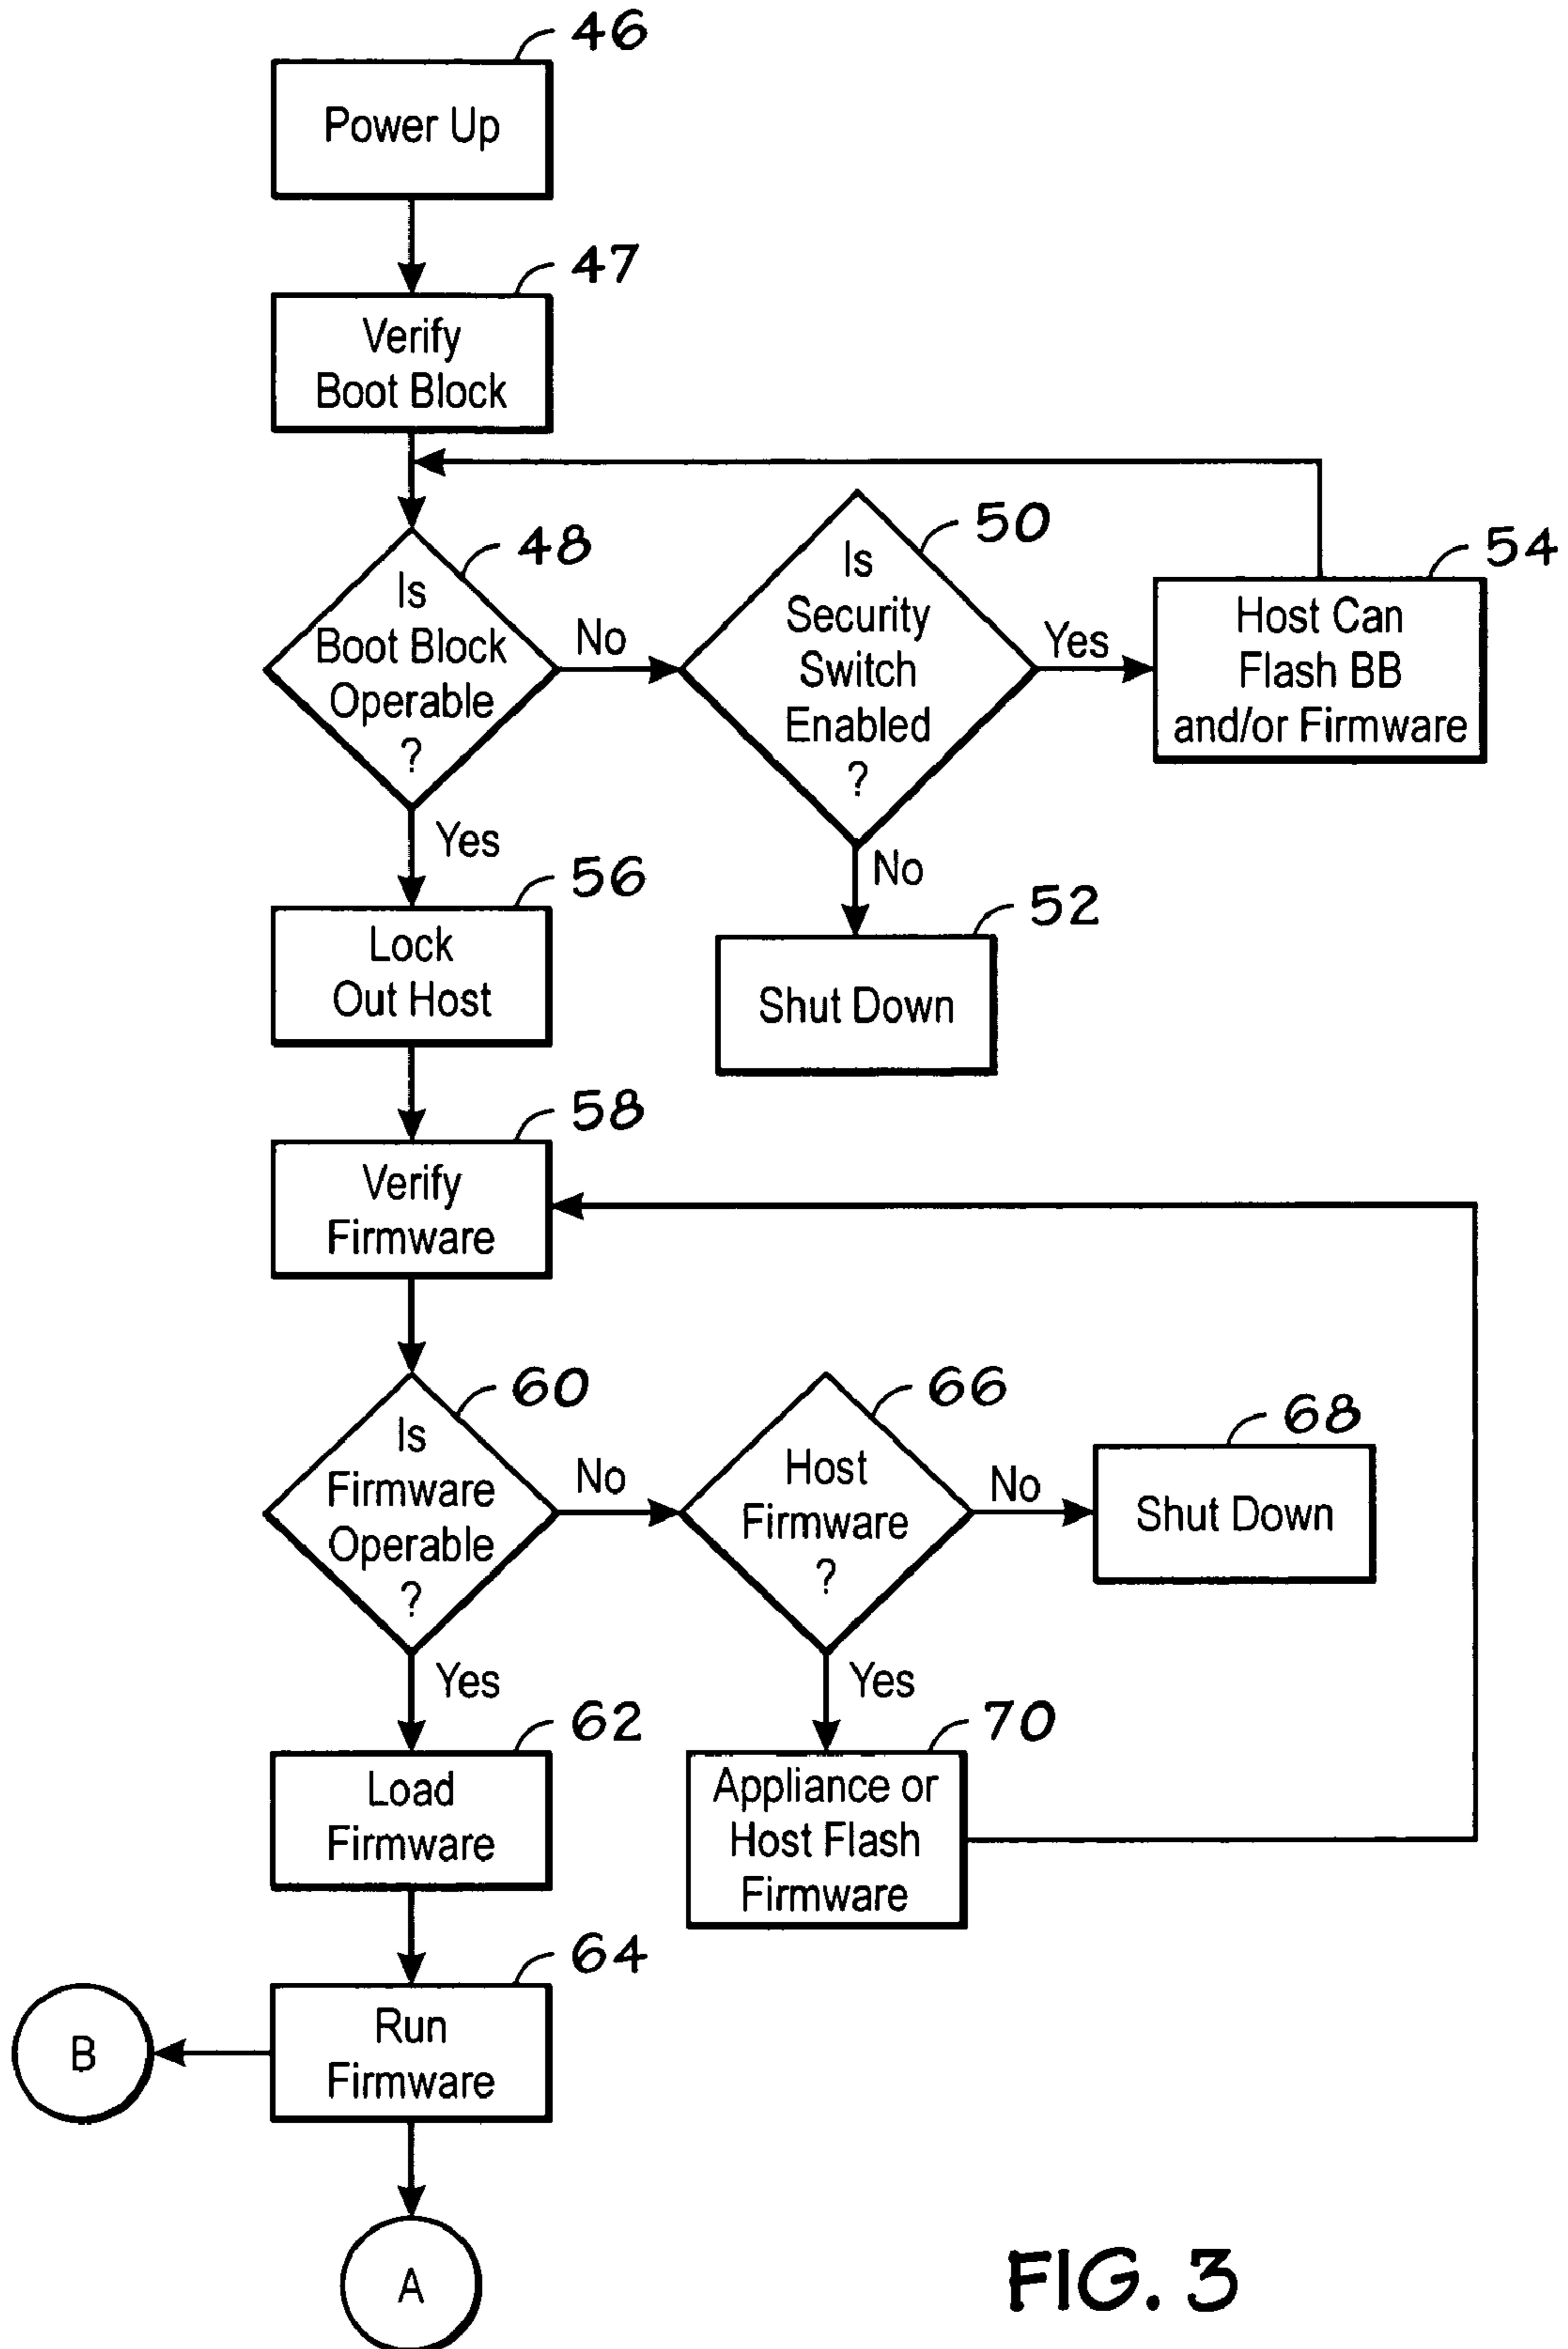 46
Power Up
47
Verify
Boot Block
48
Is
Boot Block
Operable
?
No
Yes
50
Is
Security
Switch
Enabled
?
Yes
No
54
Host Can
Flash BB
and/or Firmware
52
Shut Down
56
Lock
Out Host
58
Verify
Firmware
60
Is
Firmware
Operable
?
No
Yes
66
Host
Firmware
?
No
Yes
68
Shut Down
62
Load
Firmware
70
Appliance or
Host Flash
Firmware
64
Run
Firmware
B
A
FIG. 3